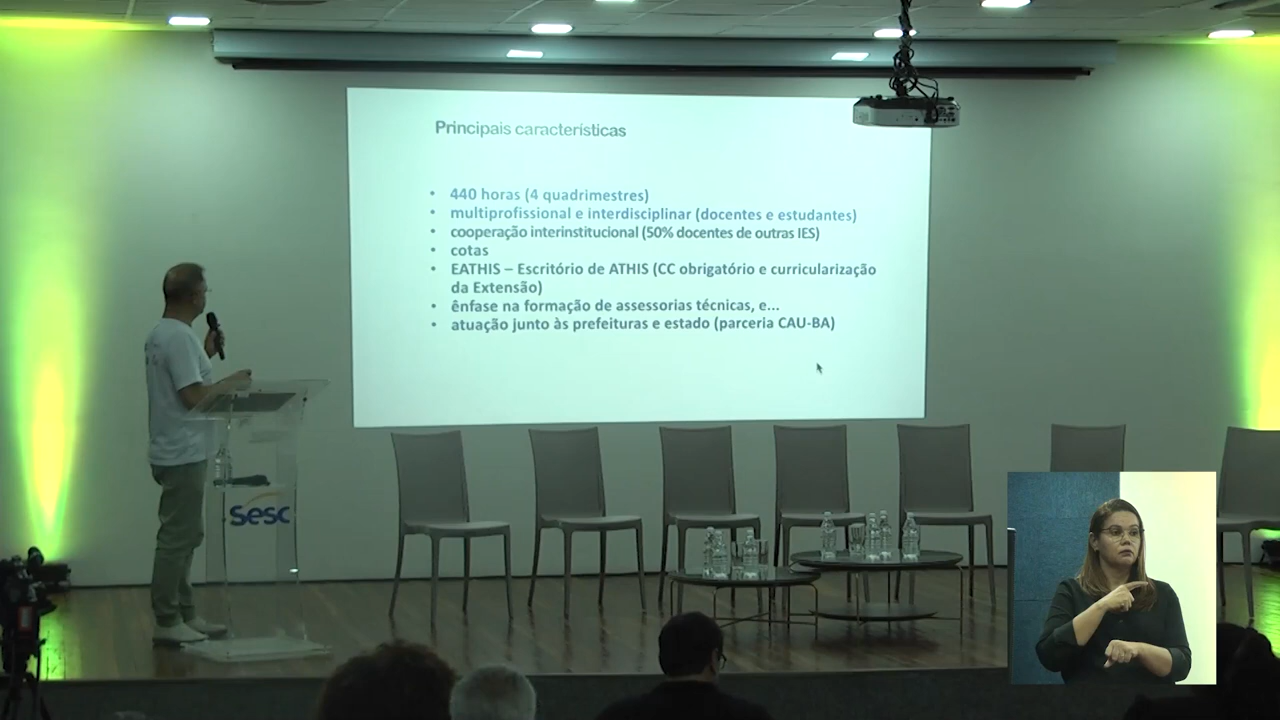 Principais características
• 440 horas (4 quadrimestres)
• multiprofissional e interdisciplinar (docentes e estudantes)
• cooperação interinstitucional (50% docentes de outras IES)
• cotas
• EATHIS – Escritório de ATHIS (CC obrigatório e curricularização
da Extensão)
• ênfase na formação de assessorias técnicas, e...
• atuação junto às prefeituras e estado (parceria CAU-BA)
sesc